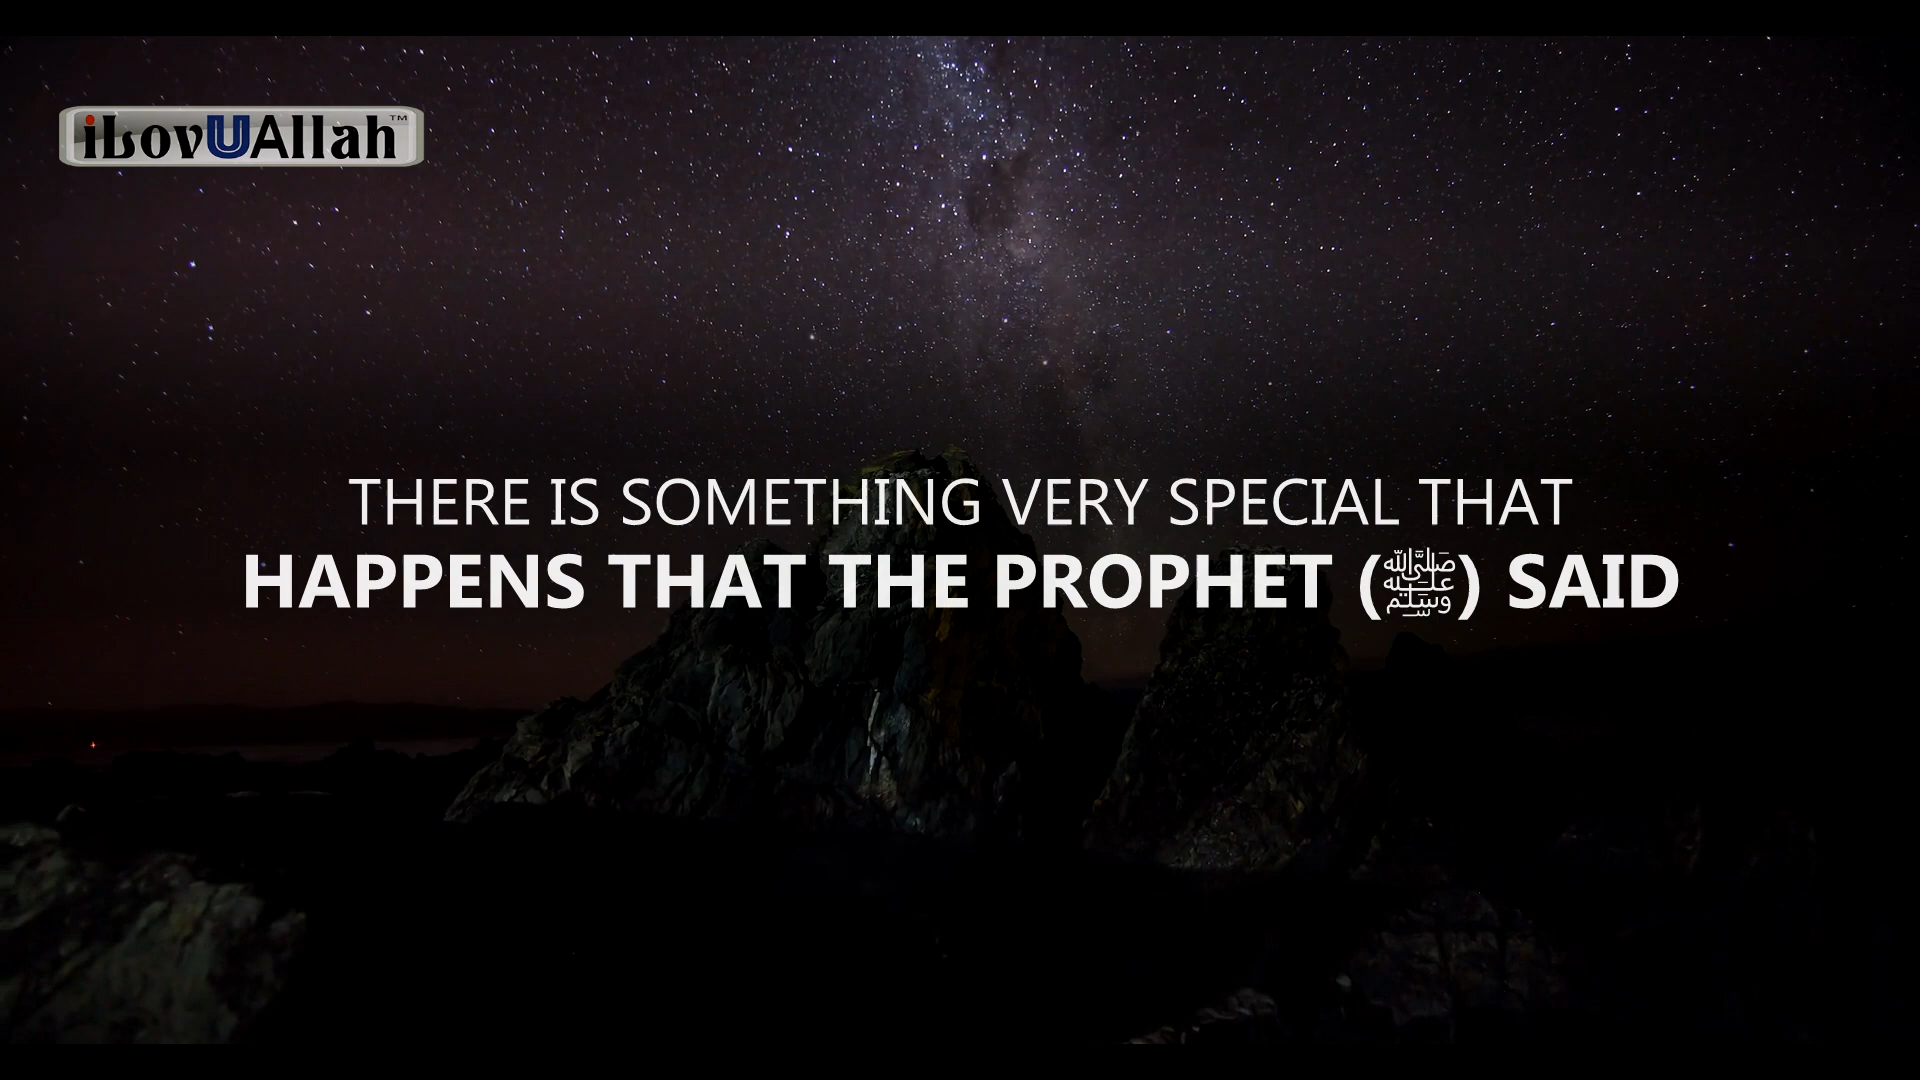 iLovUAllah™
THERE IS SOMETHING VERY SPECIAL THAT
HAPPENS THAT THE PROPHET (ﷺ) SAID